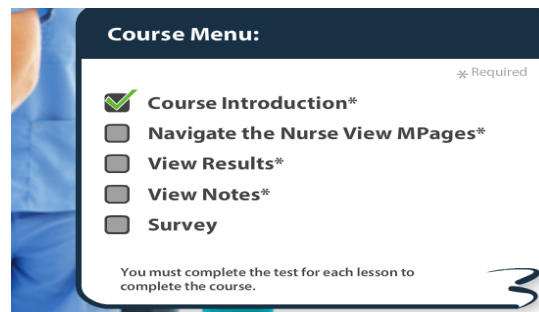 Course Menu:
* Required
Course Introduction*
Navigate the Nurse View MPages*
View Results*
View Notes*
Survey
You must complete the test for each lesson to
complete the course.